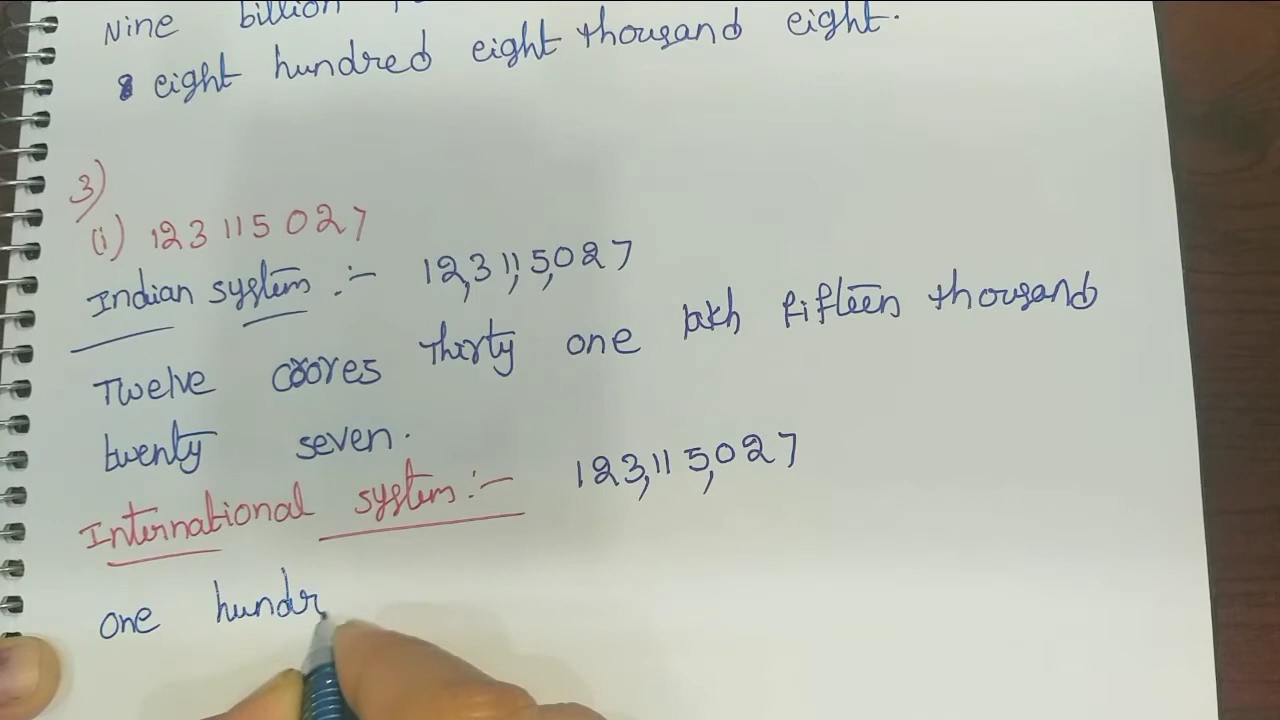 Nine billion
eight hundred eight thousand eight.
3)
(i) 123115027
Indian system :- 12,31,15,027
Twelve crores Thirty one lakh fifteen thousand
twenty seven.
International system :- 123,115,027
one hundr